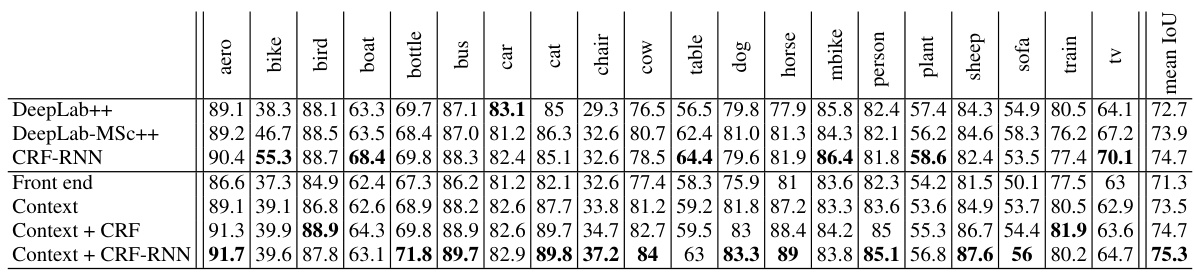 aero bike bird boat bottle bus car cat chair cow table dog horse mbike person plant sheep sofa train tv mean IoU
DeepLab++ 89.1 38.3 88.1 63.3 69.7 87.1 83.1 85 29.3 76.5 56.5 79.8 77.9 85.8 82.4 57.4 84.3 54.9 80.5 64.1 72.7
DeepLab-MSc++ 89.2 46.7 88.5 63.5 68.4 87.0 81.2 86.3 32.6 80.7 62.4 81.0 81.3 84.3 82.1 56.2 84.6 58.3 76.2 67.2 73.9
CRF-RNN 90.4 55.3 88.7 68.4 69.8 88.3 82.4 85.1 32.6 78.5 64.4 79.6 81.9 86.4 81.8 58.6 82.4 53.5 77.4 70.1 74.7
Front end 86.6 37.3 84.9 62.4 67.3 86.2 81.2 82.1 32.6 77.4 58.3 75.9 81 83.6 82.3 54.2 81.5 50.1 77.5 63 71.3
Context 89.1 39.1 86.8 62.6 68.9 88.2 82.6 87.7 33.8 81.2 59.2 81.8 87.2 83.3 83.6 53.6 84.9 53.7 80.5 62.9 73.5
Context + CRF 91.3 39.9 88.9 64.3 69.8 88.9 82.6 89.7 34.7 82.7 59.5 83 88.4 84.2 85 55.3 86.7 54.4 81.9 63.6 74.7
Context + CRF-RNN 91.7 39.6 87.8 63.1 71.8 89.7 82.9 89.8 37.2 84 63 83.3 89 83.8 85.1 56.8 87.6 56 80.2 64.7 75.3